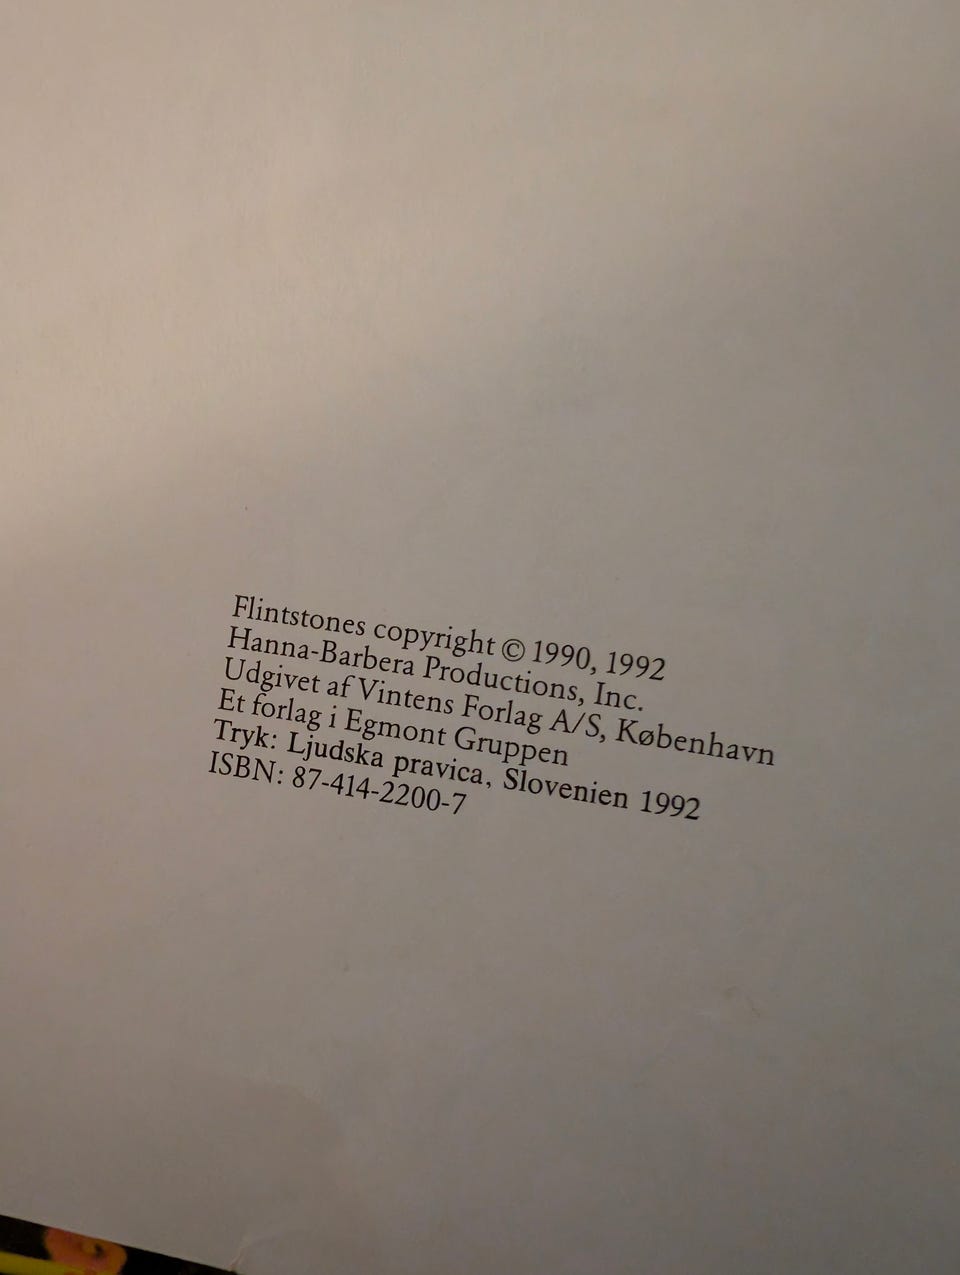 Flintstones copyright © 1990, 1992
Hanna-Barbera Productions, Inc.
Udgivet af Vintens Forlag A/S, København
Et forlag i Egmont Gruppen
Tryk: Ljudska pravica, Slovenien 1992
ISBN: 87-414-2200-7